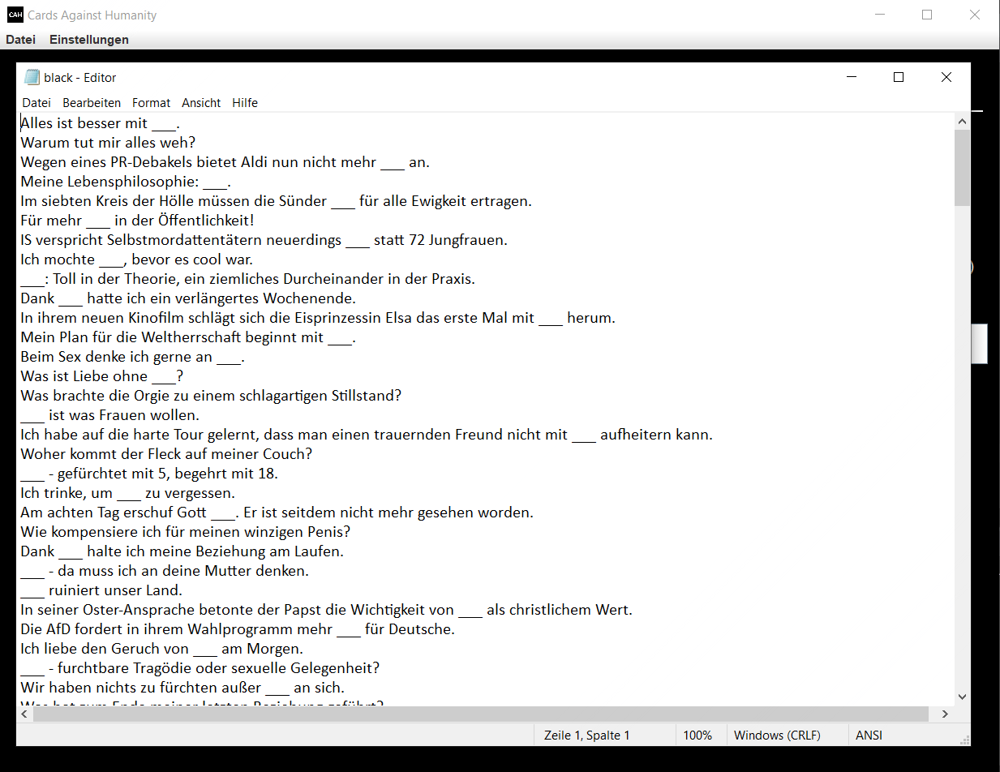 CAH Cards Against Humanity
Datei Einstellungen
black - Editor
Datei Bearbeiten Format Ansicht Hilfe
Alles ist besser mit ___.
Warum tut mir alles weh?
Wegen eines PR-Debakels bietet Aldi nun nicht mehr ___ an.
Meine Lebensphilosophie: ___.
Im siebten Kreis der Hölle müssen die Sünder ___ für alle Ewigkeit ertragen.
Für mehr ___ in der Öffentlichkeit!
IS verspricht Selbstmordattentätern neuerdings ___ statt 72 Jungfrauen.
Ich mochte ___, bevor es cool war.
___: Toll in der Theorie, ein ziemliches Durcheinander in der Praxis.
Dank ___ hatte ich ein verlängertes Wochenende.
In ihrem neuen Kinofilm schlägt sich die Eisprinzessin Elsa das erste Mal mit ___ herum.
Mein Plan für die Weltherrschaft beginnt mit ___.
Beim Sex denke ich gerne an ___.
Was ist Liebe ohne ___?
Was brachte die Orgie zu einem schlagartigen Stillstand?
___ ist was Frauen wollen.
Ich habe auf die harte Tour gelernt, dass man einen trauernden Freund nicht mit ___ aufheitern kann.
Woher kommt der Fleck auf meiner Couch?
___ - gefürchtet mit 5, begehrt mit 18.
Ich trinke, um ___ zu vergessen.
Am achten Tag erschuf Gott ___. Er ist seitdem nicht mehr gesehen worden.
Wie kompensiere ich für meinen winzigen Penis?
Dank ___ halte ich meine Beziehung am Laufen.
___ - da muss ich an deine Mutter denken.
___ ruiniert unser Land.
In seiner Oster-Ansprache betonte der Papst die Wichtigkeit von ___ als christlichem Wert.
Die AfD fordert in ihrem Wahlprogramm mehr ___ für Deutsche.
Ich liebe den Geruch von ___ am Morgen.
___ - furchtbare Tragödie oder sexuelle Gelegenheit?
Wir haben nichts zu fürchten außer ___ an sich.
Was hat zum Ende meiner letzten Beziehung geführt?
Zeile 1, Spalte 1 100% Windows (CRLF) ANSI